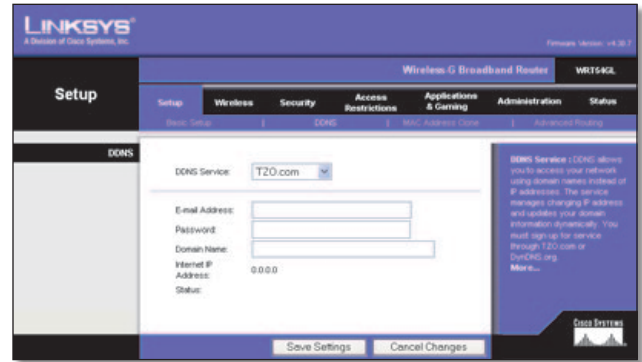 LINKSYS®
A Division of Cisco Systems, Inc.
Firmware Version: v4.30.7
Wireless-G Broadband Router WRT54GL
Setup
Setup Wireless Security Access Restrictions Applications & Gaming Administration Status
Basic Setup | DDNS | MAC Address Clone | Advanced Routing
DDNS
DDNS Service: TZO.com
E-mail Address:
Password:
Domain Name:
Internet IP Address: 0.0.0.0
Status:
DDNS Service : DDNS allows
you to access your network
using domain names instead of
IP addresses. The service
manages changing IP address
and updates your domain
information dynamically. You
must sign up for service
through TZO.com or
DynDNS.org.
More...
Save Settings Cancel Changes
CISCO SYSTEMS